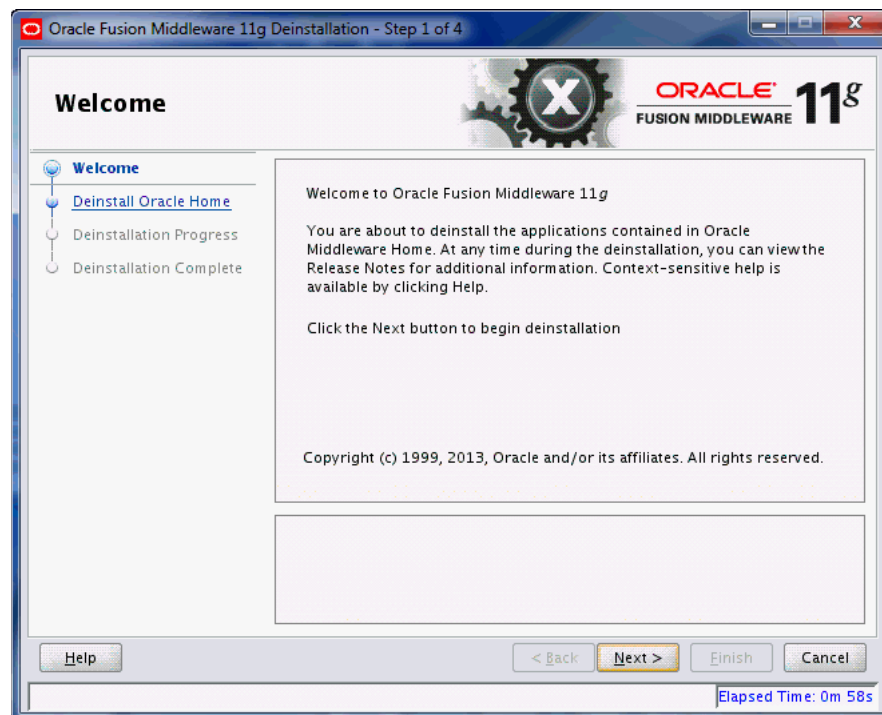 Oracle Fusion Middleware 11g Deinstallation - Step 1 of 4
Welcome
X
ORACLE
FUSION MIDDLEWARE
11g
Welcome
Deinstall Oracle Home
Deinstallation Progress
Deinstallation Complete
Welcome to Oracle Fusion Middleware 11g
You are about to deinstall the applications contained in Oracle
Middleware Home. At any time during the deinstallation, you can view the
Release Notes for additional information. Context-sensitive help is
available by clicking Help.
Click the Next button to begin deinstallation
Copyright (c) 1999, 2013, Oracle and/or its affiliates. All rights reserved.
Help
< Back
Next >
Finish
Cancel
Elapsed Time: 0m 58s